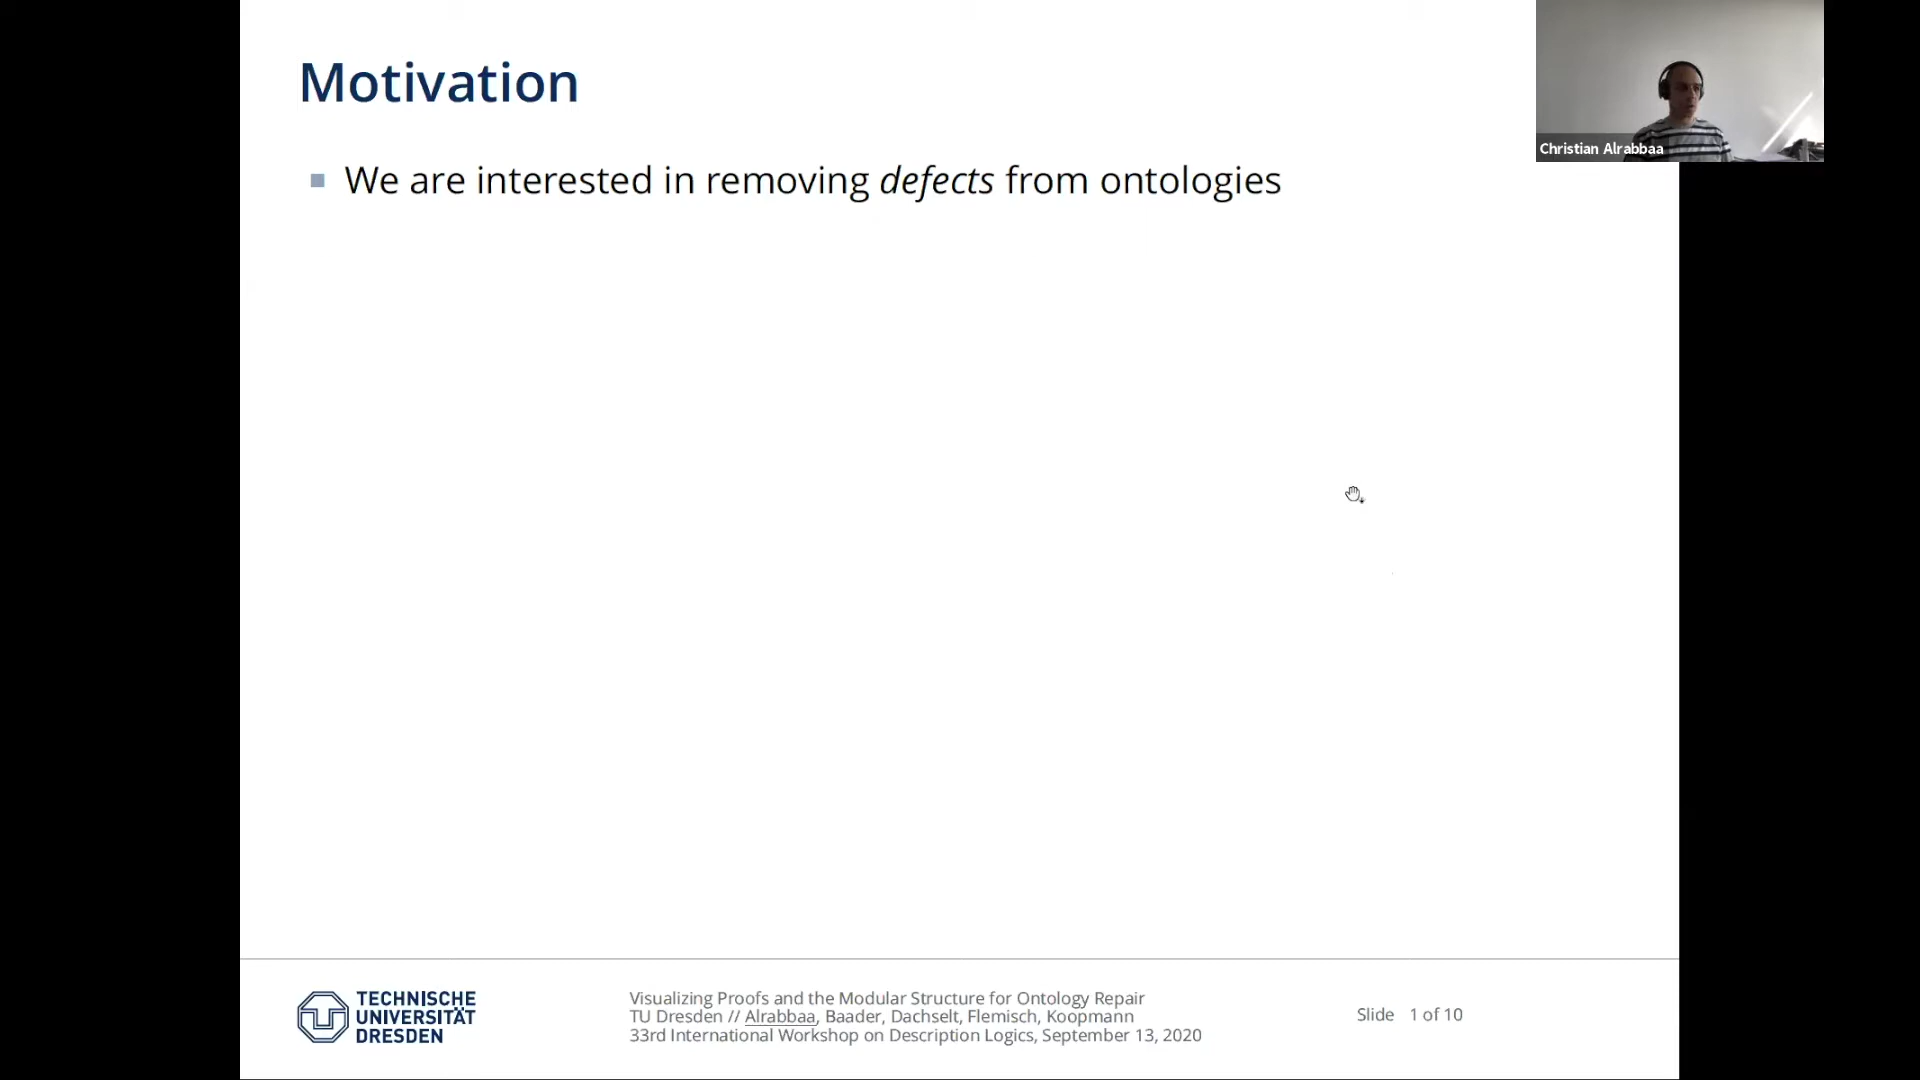 Motivation
We are interested in removing defects from ontologies
Christian Alrabbaa
TECHNISCHE
UNIVERSITÄT
DRESDEN
Visualizing Proofs and the Modular Structure for Ontology Repair
TU Dresden // Alrabbaa, Baader, Dachselt, Flemisch, Koopmann
33rd International Workshop on Description Logics, September 13, 2020
Slide 1 of 10